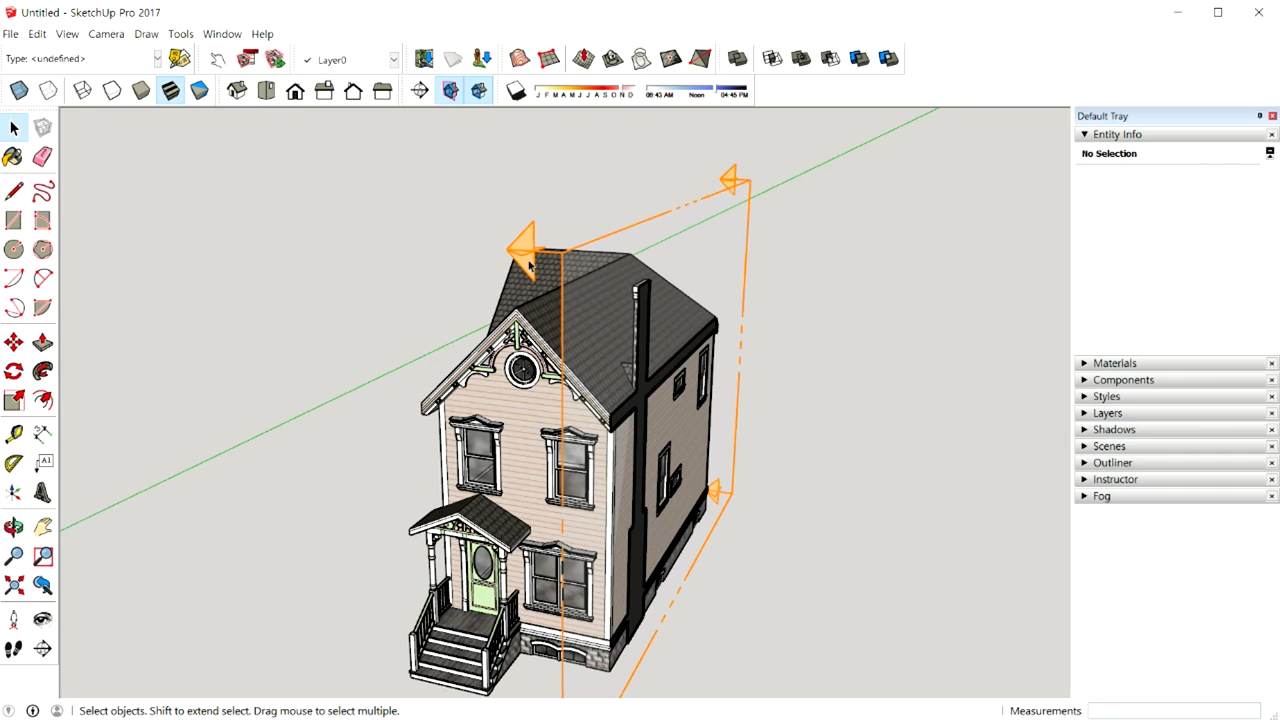 Untitled - SketchUp Pro 2017
File Edit View Camera Draw Tools Window Help
Type: <undefined>
✓ Layer0
J F M A M J J A S O N D
06:43 AM Noon 04:45 PM
A1
Default Tray
Entity Info
No Selection
Materials
Components
Styles
Layers
Shadows
Scenes
Outliner
Instructor
Fog
Select objects. Shift to extend select. Drag mouse to select multiple.
Measurements